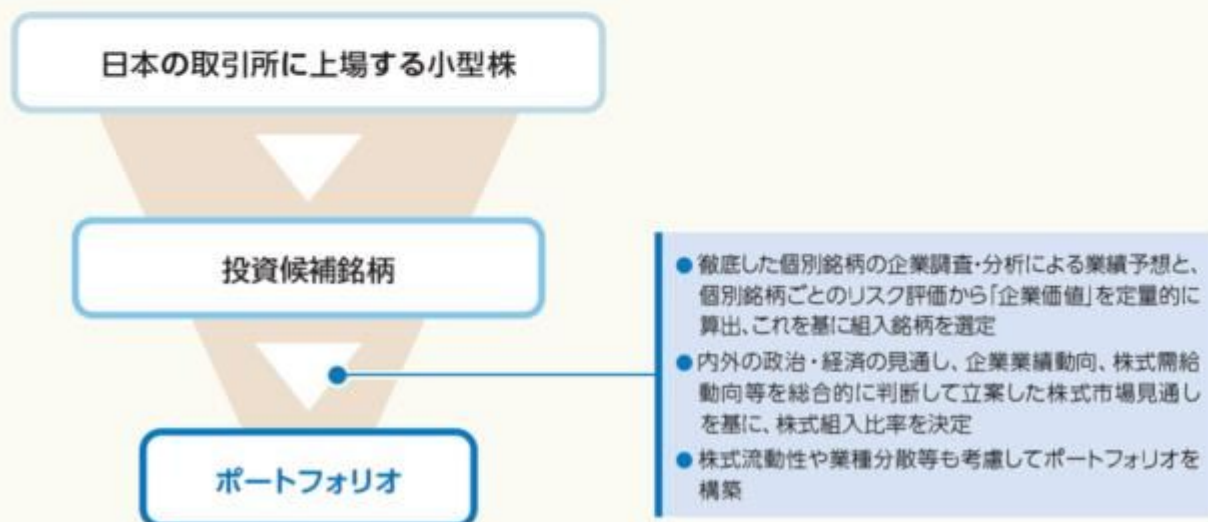 日本の取引所に上場する小型株
投資候補銘柄
● 徹底した個別銘柄の企業調査・分析による業績予想と、
個別銘柄ごとのリスク評価から「企業価値」を定量的に
算出、これを基に組入銘柄を選定
● 内外の政治・経済の見通し、企業業績動向、株式需給
動向等を総合的に判断して立案した株式市場見通し
を基に、株式組入比率を決定
● 株式流動性や業種分散等も考慮してポートフォリオを
構築
ポートフォリオ